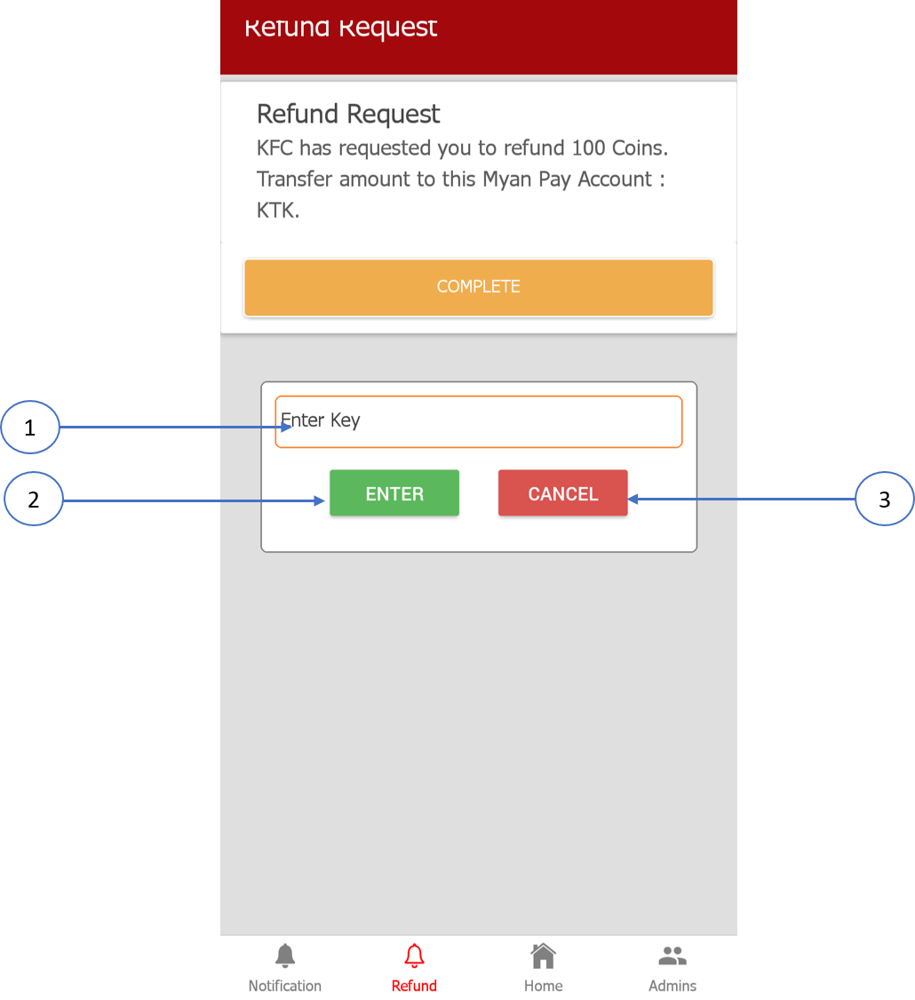 Refund Request
Refund Request
KFC has requested you to refund 100 Coins.
Transfer amount to this Myan Pay Account :
KTK.
COMPLETE
1
Enter Key
2
ENTER
CANCEL
3
Notification
Refund
Home
Admins